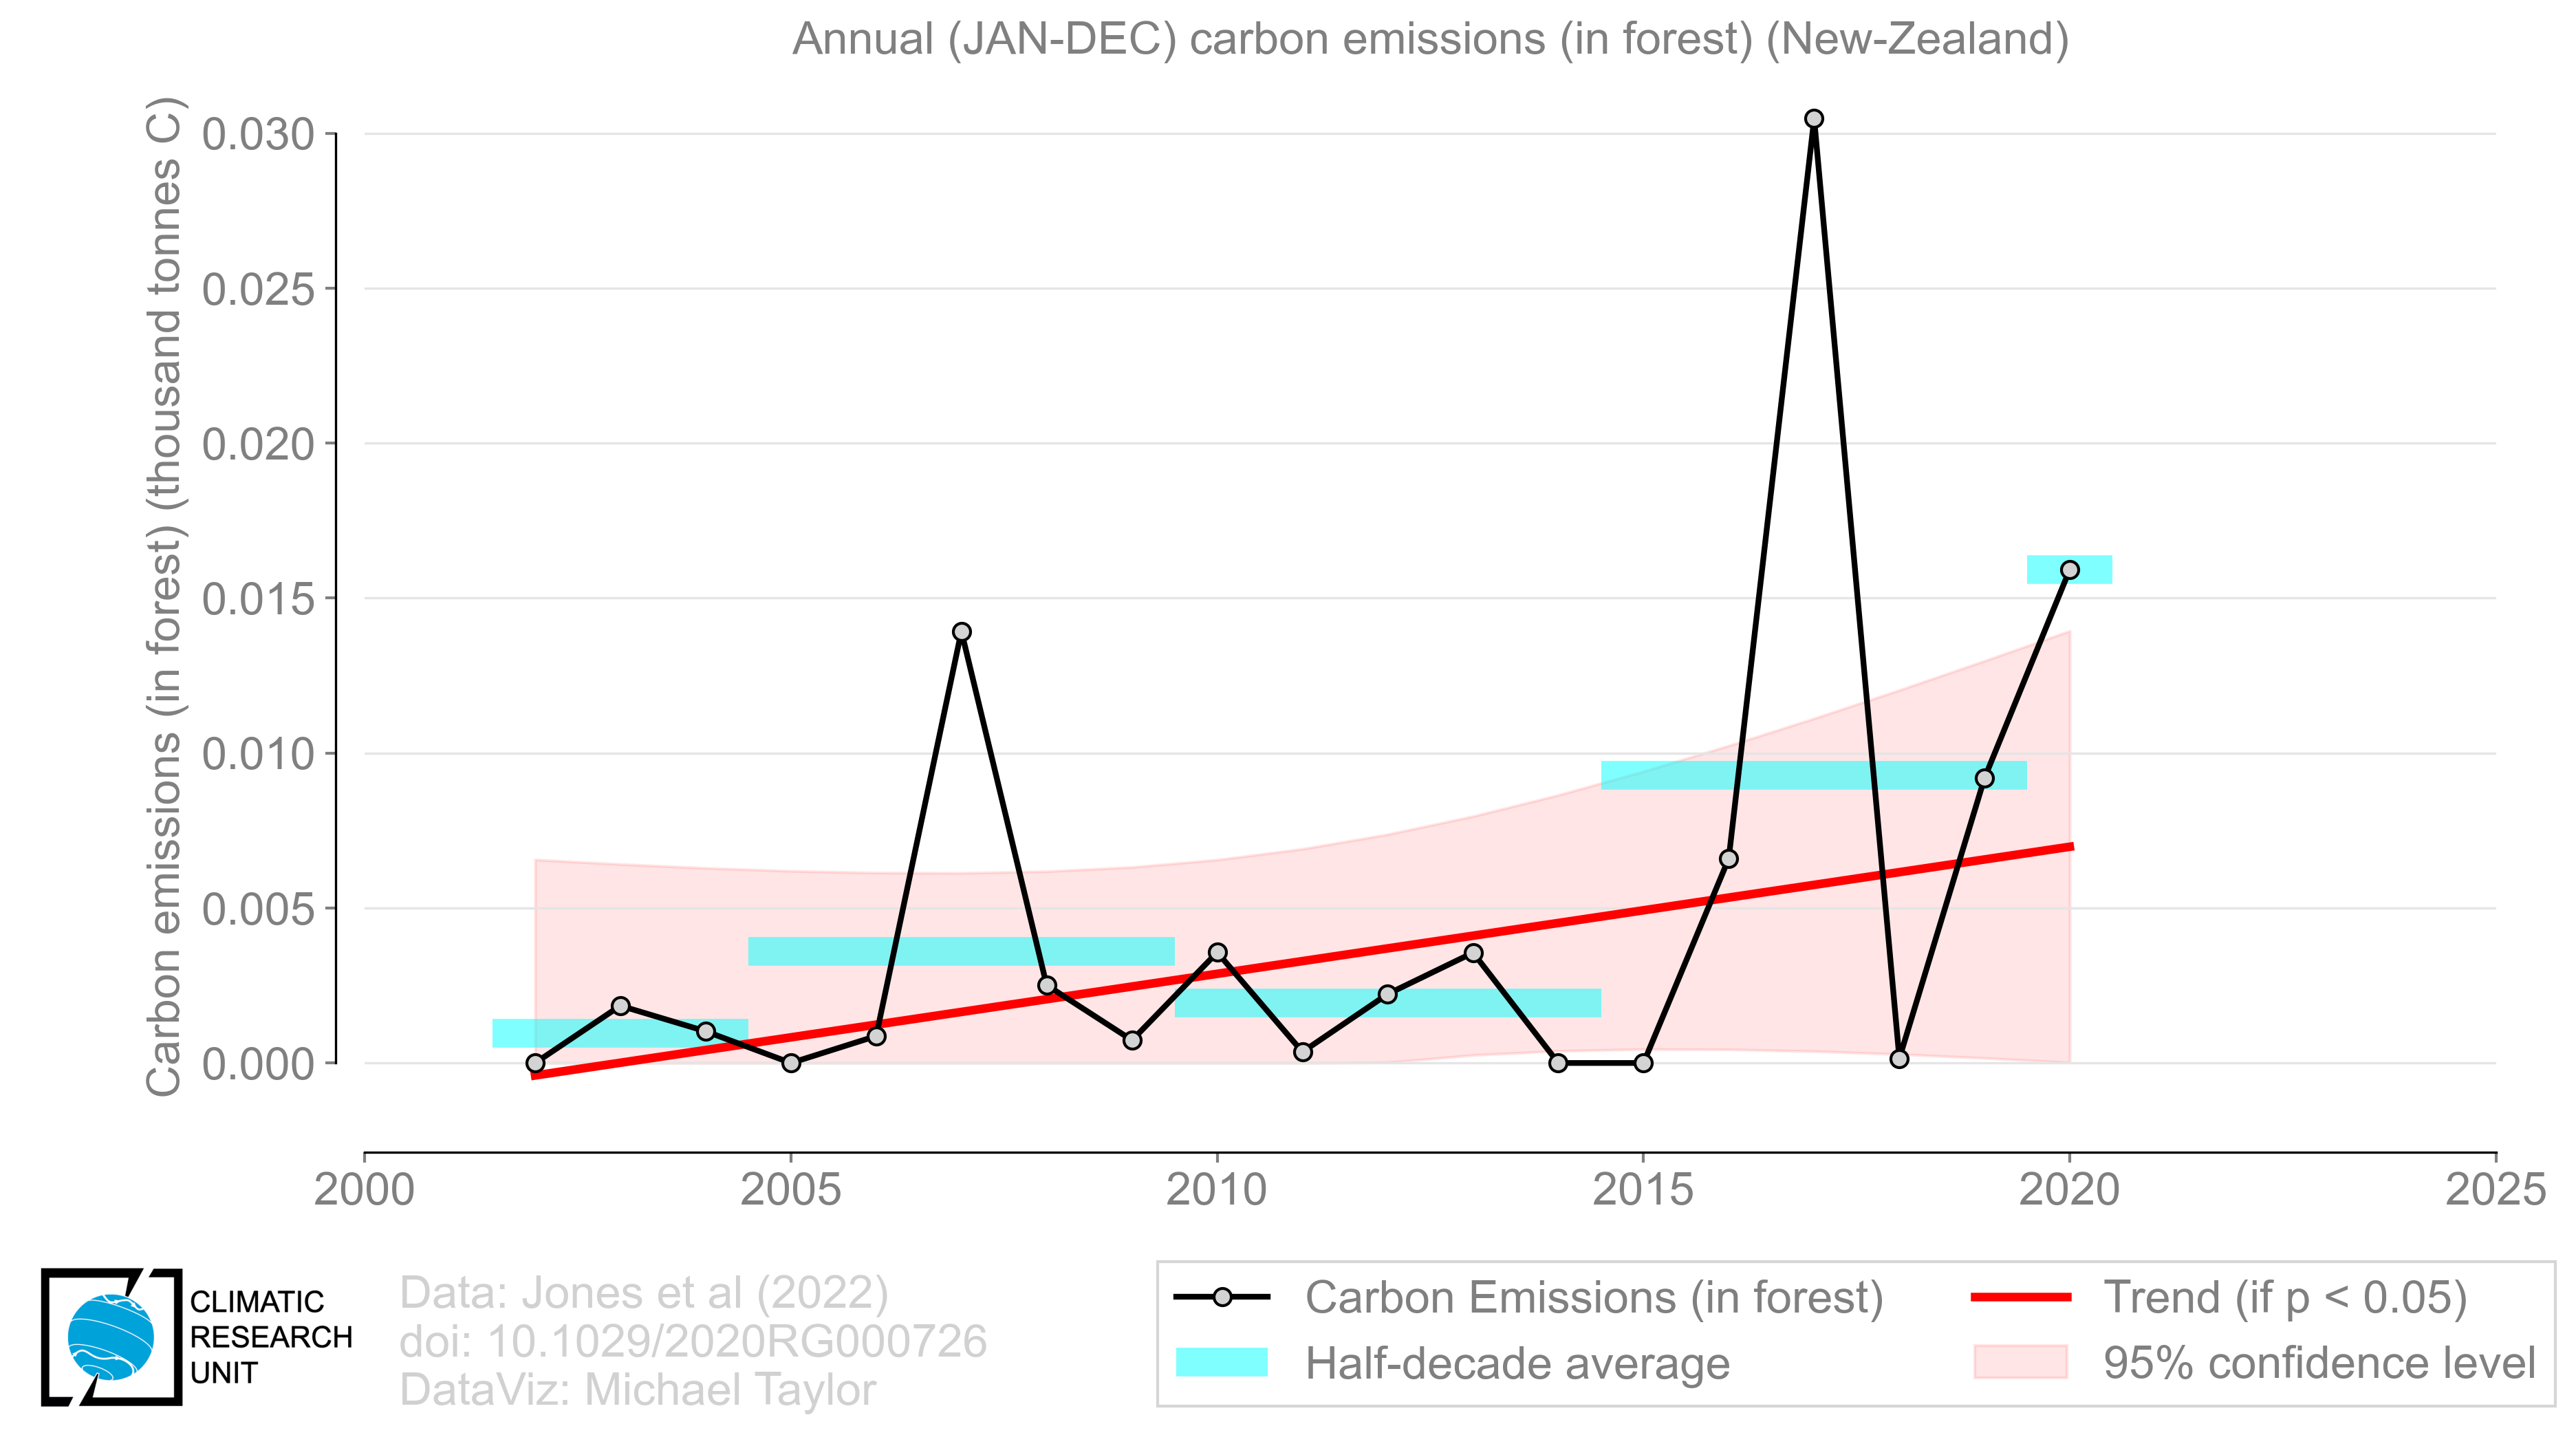 Annual (JAN-DEC) carbon emissions (in forest) (New-Zealand)
Carbon emissions (in forest) (thousand tonnes C)
0.030
0.025
0.020
0.015
0.010
0.005
0.000
2000
2005
2010
2015
2020
2025
CLIMATIC
RESEARCH
UNIT
Data: Jones et al (2022)
doi: 10.1029/2020RG000726
DataViz: Michael Taylor
Carbon Emissions (in forest)
Half-decade average
Trend (if p < 0.05)
95% confidence level